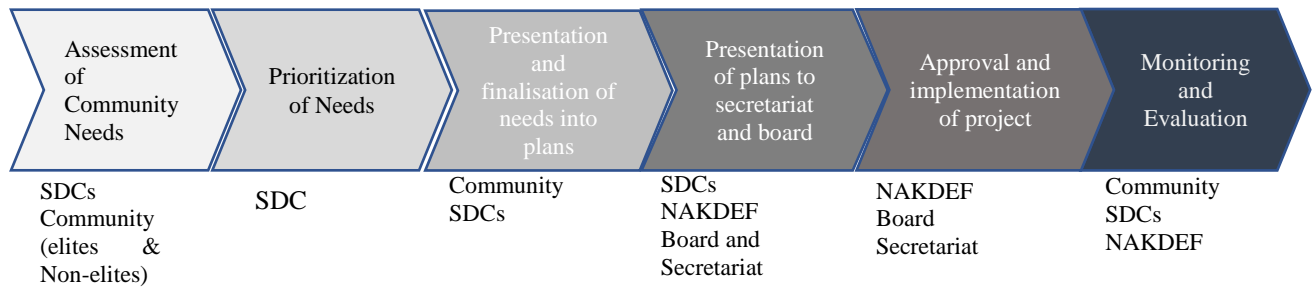 Assessment
of
Community
Needs
Prioritization
of Needs
Presentation
and
finalisation of
needs into
plans
Presentation
of plans to
secretariat
and board
Approval and
implementation
of project
Monitoring
and
Evaluation
SDCs
Community
(elites &
Non-elites)
SDC
Community
SDCs
SDCs
NAKDEF
Board and
Secretariat
NAKDEF
Board
Secretariat
Community
SDCs
NAKDEF